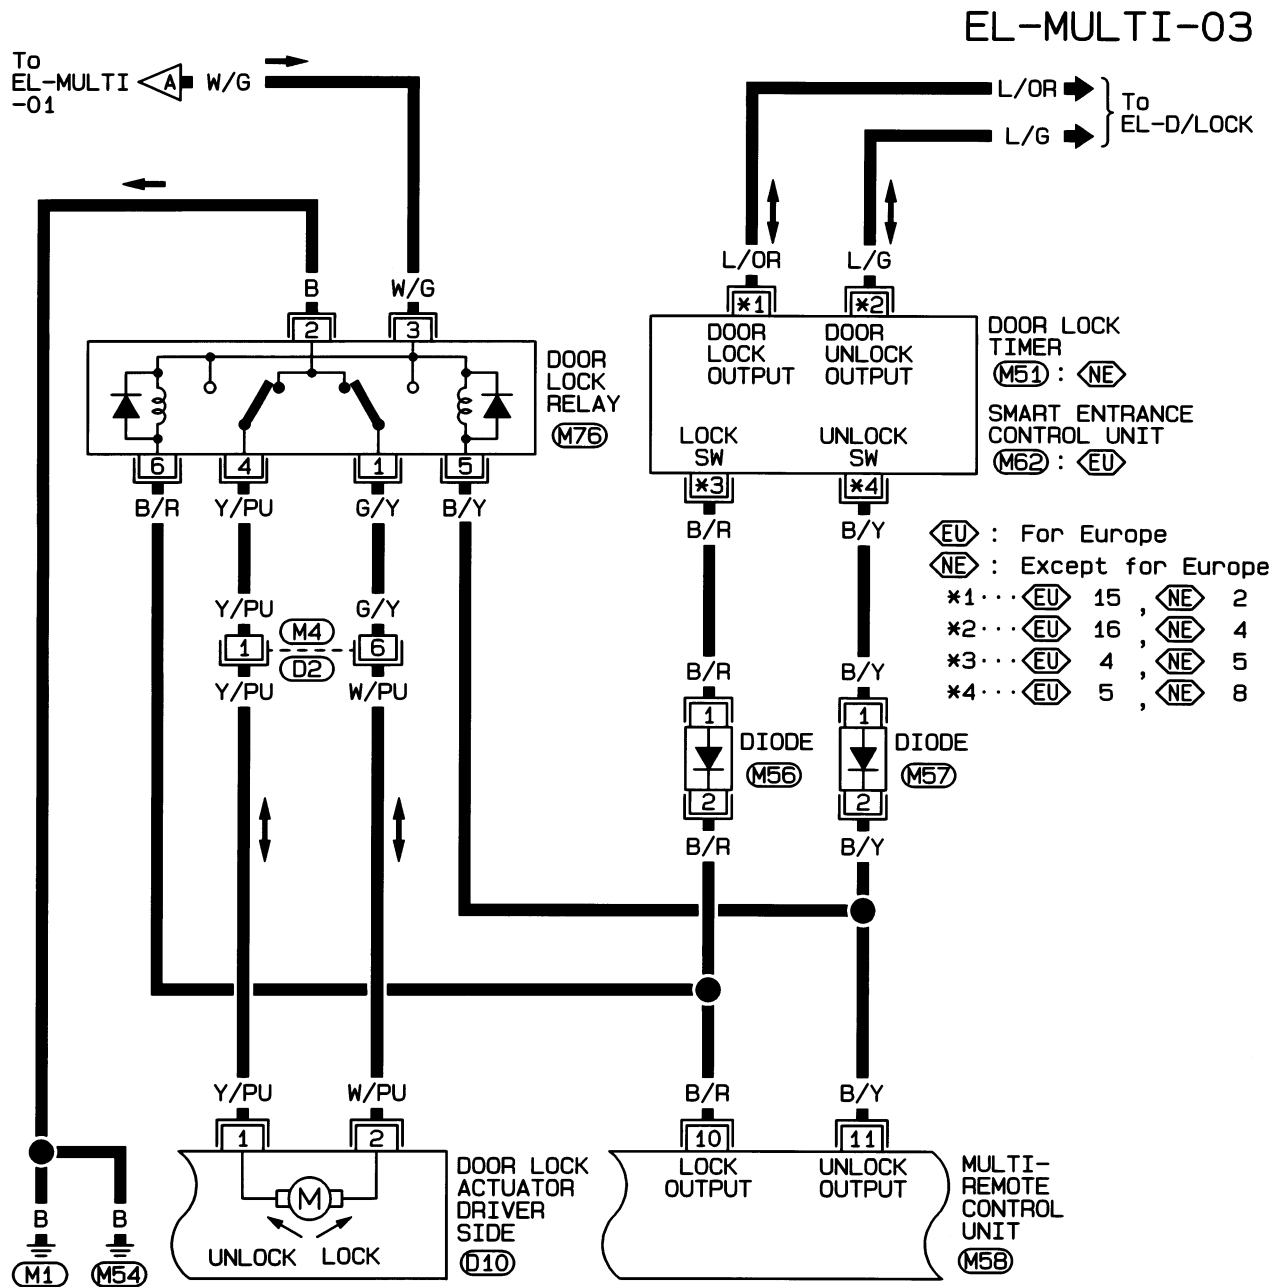 EL-MULTI-03
To
EL-MULTI
-01
A
W/G
L/OR
L/G
To
EL-D/LOCK
B
W/G
L/OR
L/G
2
3
*1
*2
DOOR
LOCK
RELAY
M76
DOOR
LOCK
OUTPUT
DOOR
UNLOCK
OUTPUT
LOCK
SW
UNLOCK
SW
DOOR LOCK
TIMER
M51 : NE
SMART ENTRANCE
CONTROL UNIT
M62 : EU
6
4
1
5
*3
*4
B/R
Y/PU
G/Y
B/Y
B/R
B/Y
EU : For Europe
NE : Except for Europe
*1··· EU 15 , NE 2
*2··· EU 16 , NE 4
*3··· EU 4 , NE 5
*4··· EU 5 , NE 8
Y/PU
G/Y
1
M4
D2
6
Y/PU
W/PU
B/R
B/Y
1
1
DIODE
M56
DIODE
M57
2
2
B/R
B/Y
Y/PU
W/PU
B/R
B/Y
1
2
10
11
M
UNLOCK
LOCK
DOOR LOCK
ACTUATOR
DRIVER
SIDE
D10
LOCK
OUTPUT
UNLOCK
OUTPUT
MULTI-
REMOTE
CONTROL
UNIT
M58
B
B
M1
M54